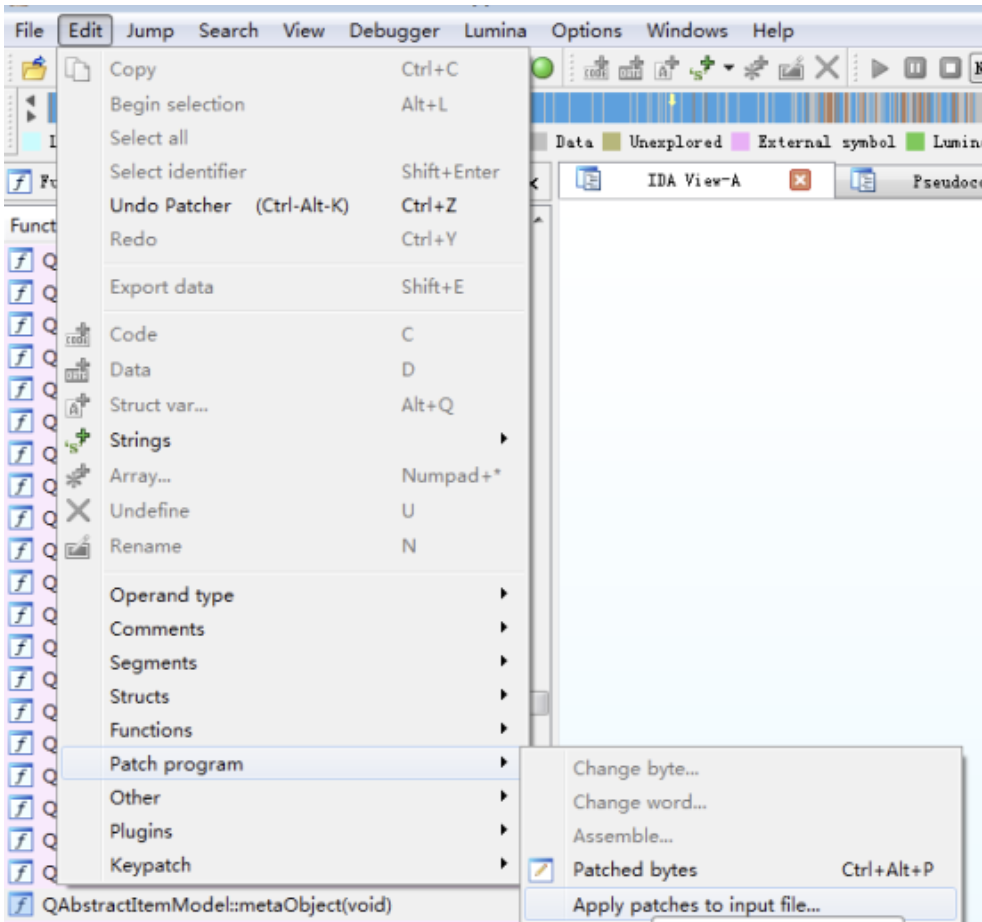 File Edit Jump Search View Debugger Lumina Options Windows Help
Copy Ctrl+C
Begin selection Alt+L
Select all
Data Unexplored External symbol
Select identifier Shift+Enter
IDA View-A
Undo Patcher (Ctrl-Alt-K) Ctrl+Z
Funct
Redo Ctrl+Y
Export data Shift+E
Code C
Data D
Struct var... Alt+Q
Strings
Array... Numpad+*
Undefine U
Rename N
Operand type
Comments
Segments
Structs
Functions
Patch program
Change byte...
Other
Change word...
Plugins
Assemble...
Keypatch
Patched bytes Ctrl+Alt+P
QAbstractItemModel::metaObject(void)
Apply patches to input file...